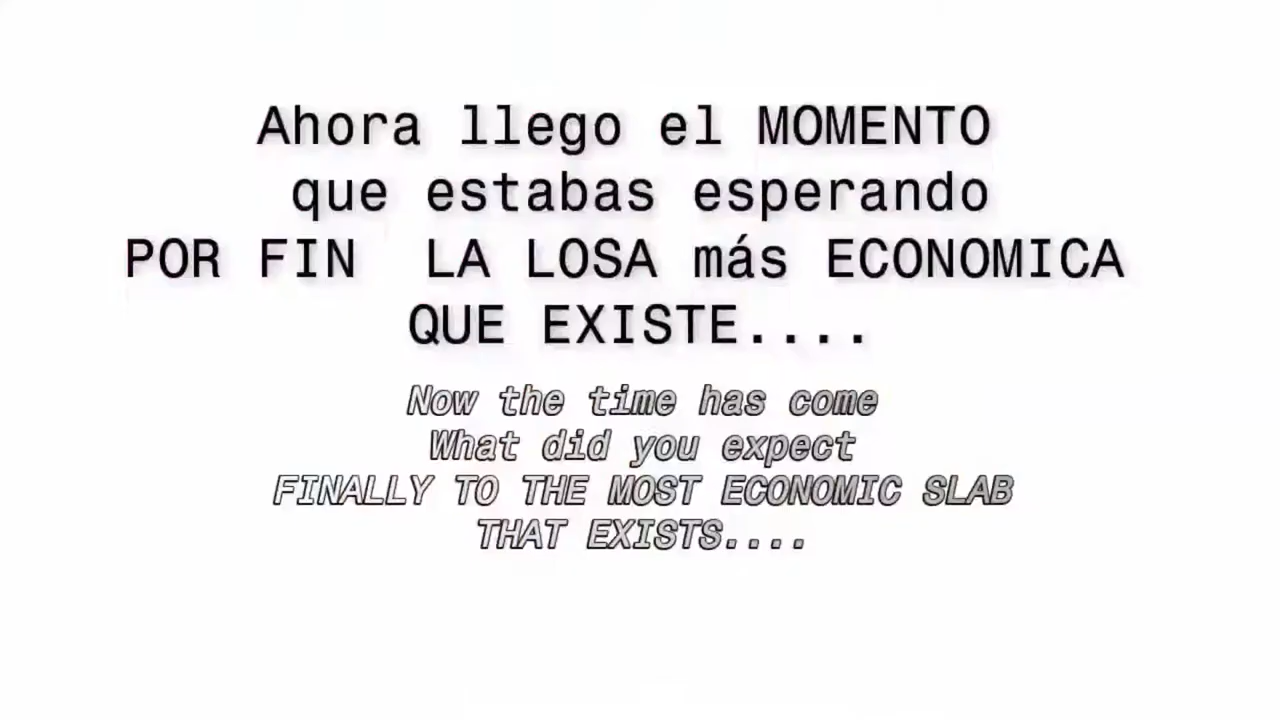 Ahora llego el MOMENTO
que estabas esperando
POR FIN  LA LOSA más ECONOMICA
QUE EXISTE....
Now the time has come
What did you expect
FINALLY TO THE MOST ECONOMIC SLAB
THAT EXISTS....